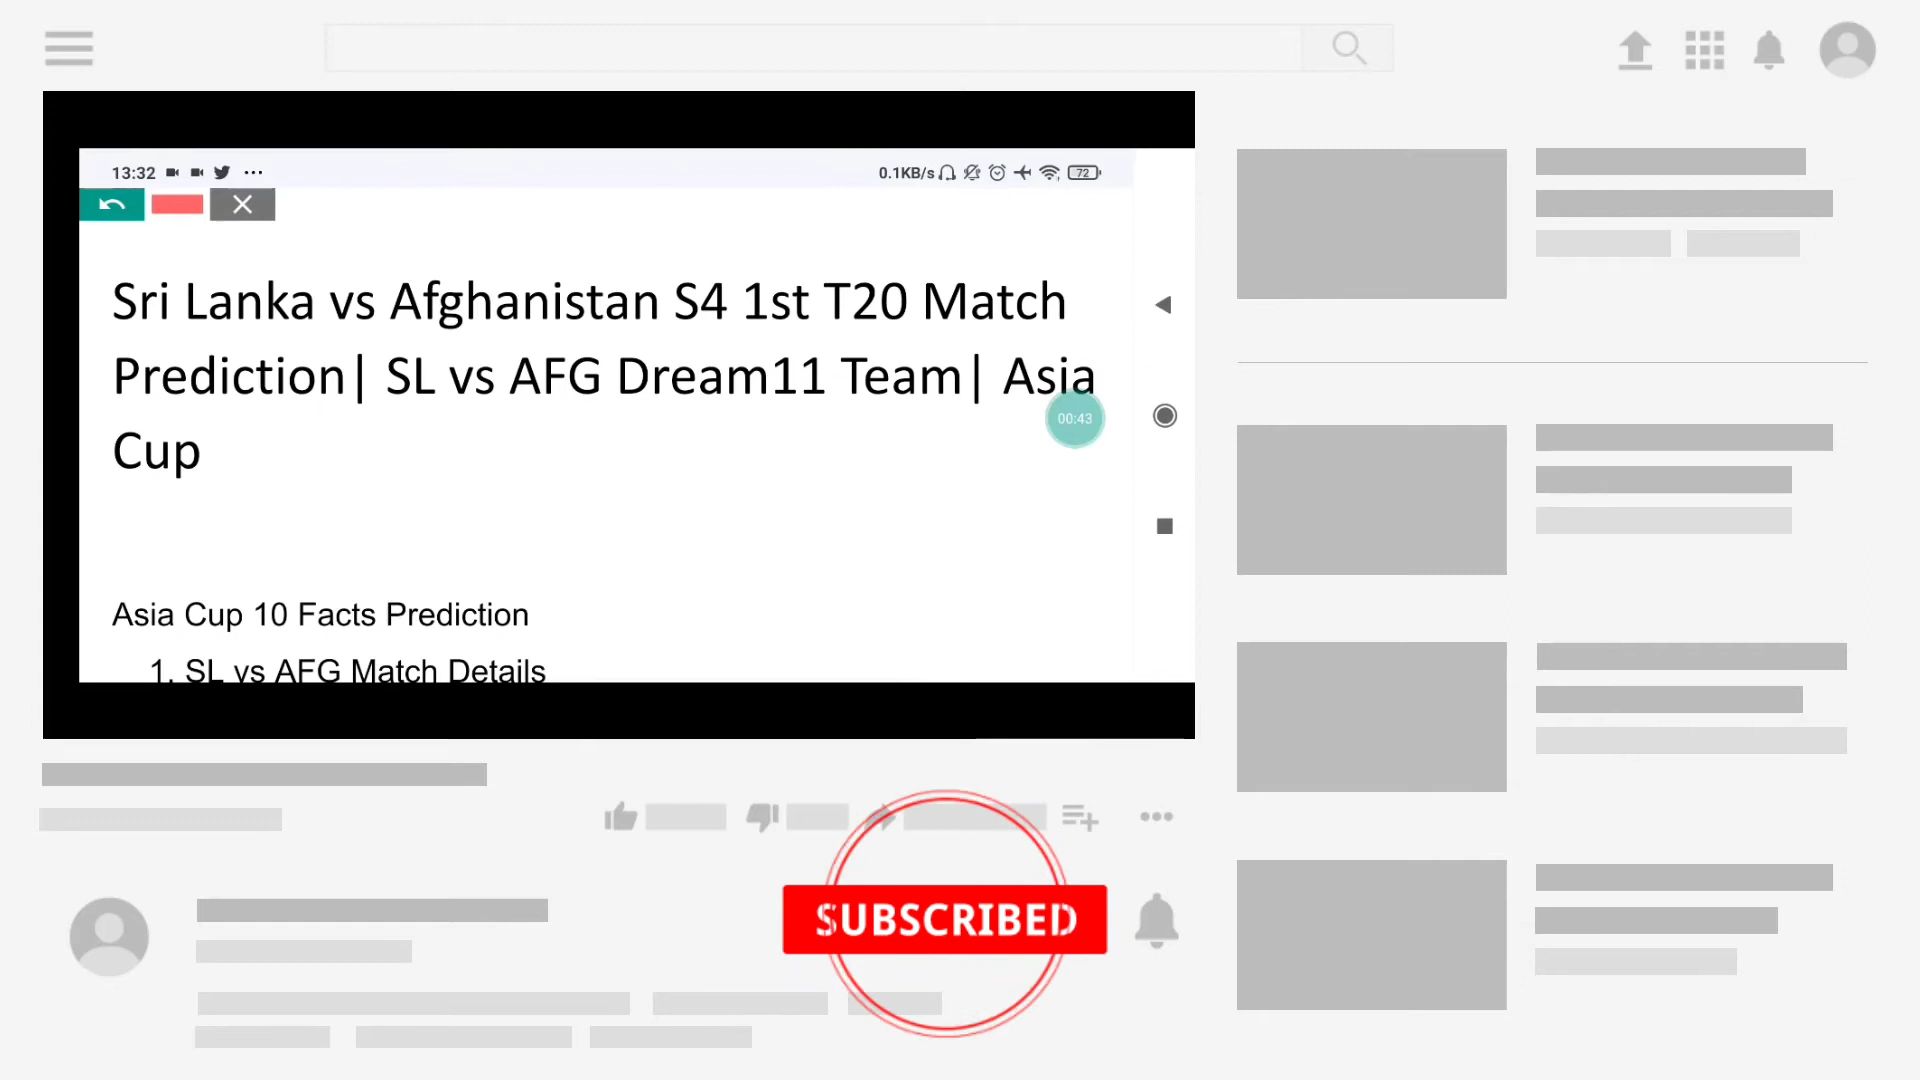 13:32
0.1KB/s
72
Sri Lanka vs Afghanistan S4 1st T20 Match
Prediction| SL vs AFG Dream11 Team| Asia
Cup
00:43
Asia Cup 10 Facts Prediction
1. SL vs AFG Match Details
SUBSCRIBED